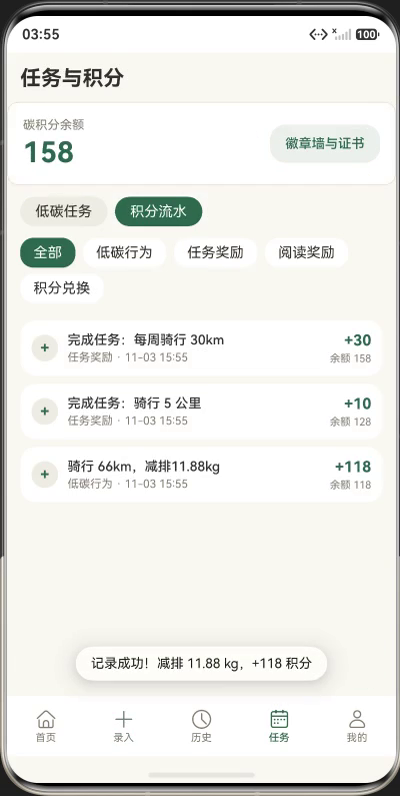 03:55
100
任务与积分
碳积分余额
158
徽章墙与证书
低碳任务 积分流水
全部 低碳行为 任务奖励 阅读奖励
积分兑换
完成任务：每周骑行 30km +30
任务奖励 · 11-03 15:55 余额 158
完成任务：骑行 5 公里 +10
任务奖励 · 11-03 15:55 余额 128
骑行 66km，减排11.88kg +118
低碳行为 · 11-03 15:55 余额 118
记录成功！减排 11.88 kg，+118 积分
首页 录入 历史 任务 我的